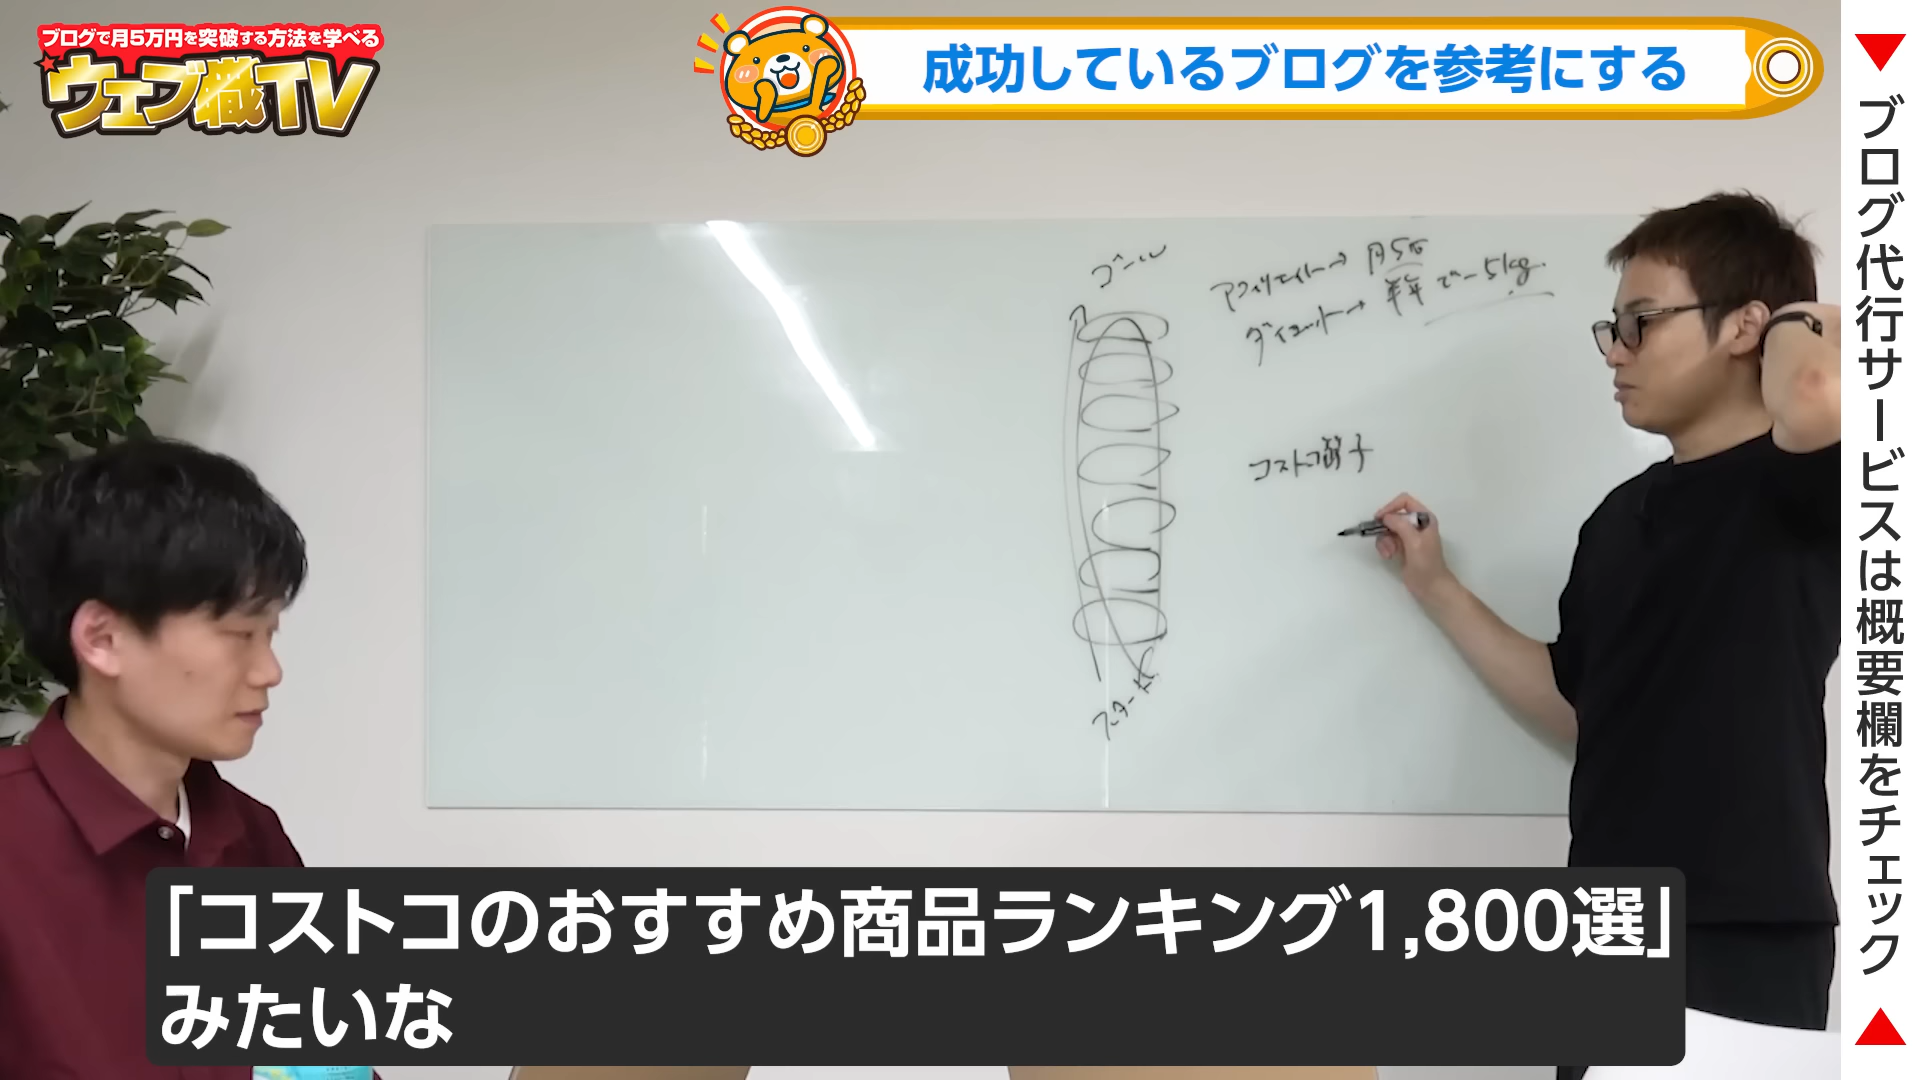 ブログで月5万円を突破する方法を学べる
ウェブ職TV
成功しているブログを参考にする
▼ブログ代行サービスは概要欄をチェック▲
ゴール
アフィリエイト→月5万
ダイエット→半年で−5kg
コストコ
スタート
「コストコのおすすめ商品ランキング1,800選」
みたいな